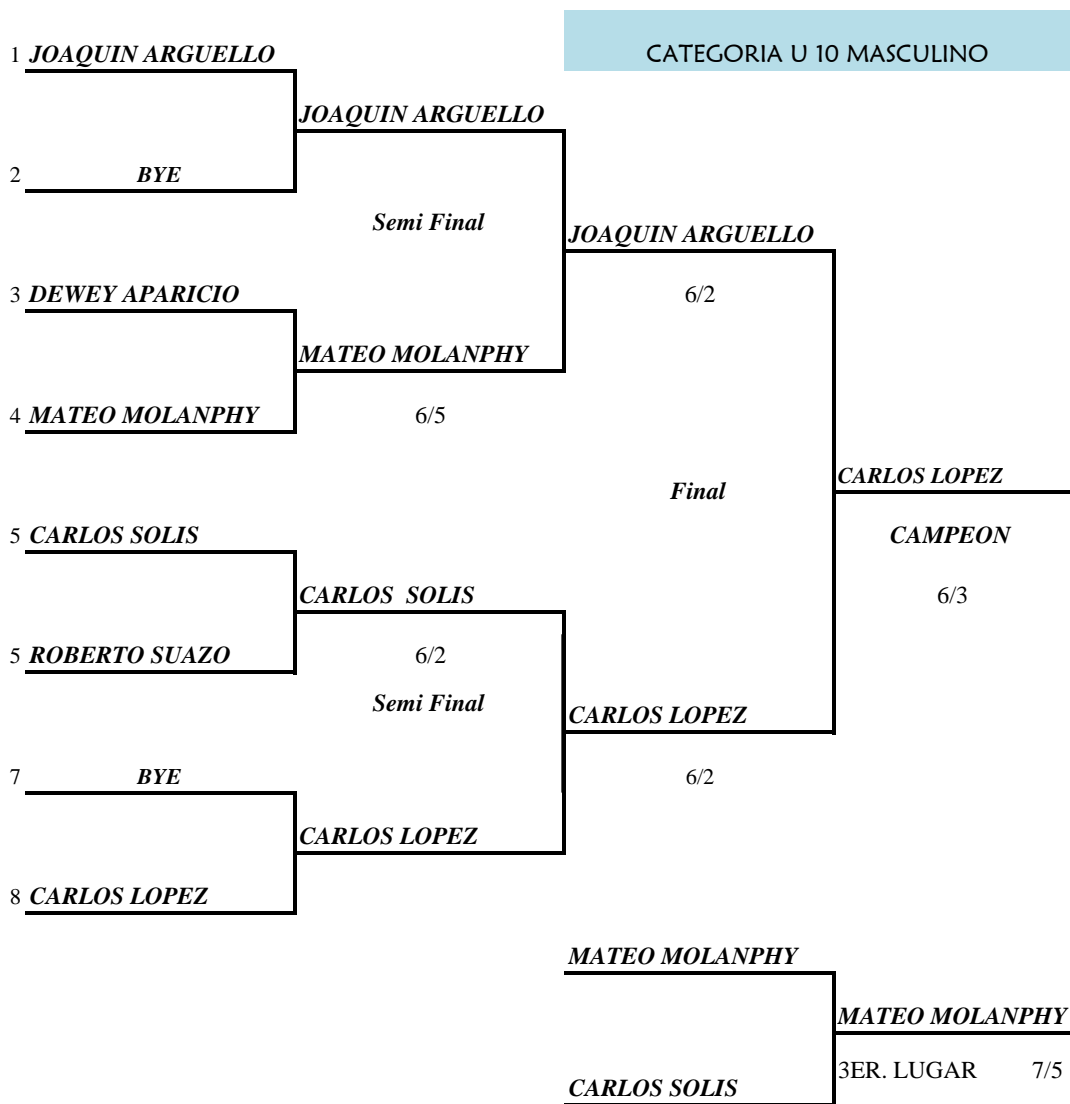 CATEGORIA U 10 MASCULINO
1 JOAQUIN ARGUELLO
JOAQUIN ARGUELLO
2 BYE
Semi Final
JOAQUIN ARGUELLO
3 DEWEY APARICIO
6/2
MATEO MOLANPHY
4 MATEO MOLANPHY
6/5
CARLOS LOPEZ
Final
5 CARLOS SOLIS
CAMPEON
CARLOS SOLIS
6/3
5 ROBERTO SUAZO
6/2
Semi Final
CARLOS LOPEZ
7 BYE
6/2
CARLOS LOPEZ
8 CARLOS LOPEZ
MATEO MOLANPHY
MATEO MOLANPHY
3ER. LUGAR 7/5
CARLOS SOLIS